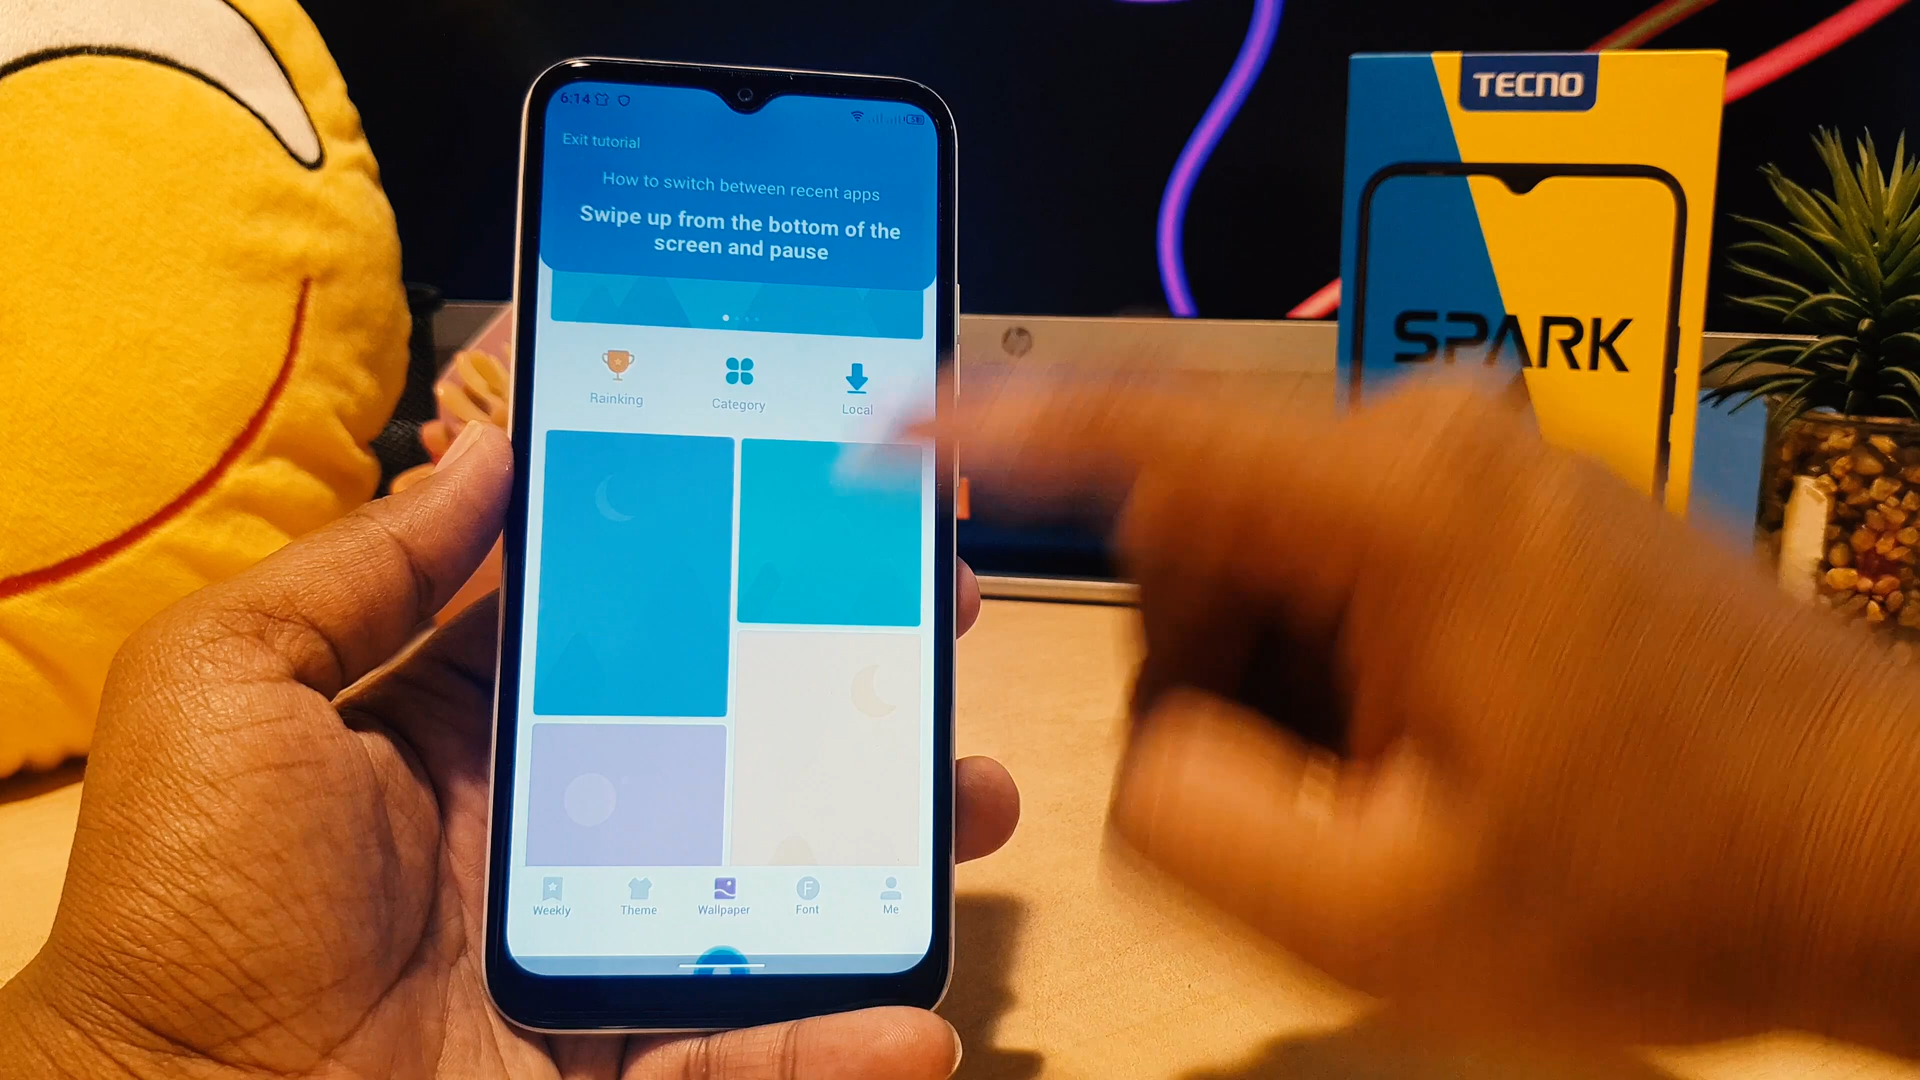 6:14
Exit tutorial
How to switch between recent apps
Swipe up from the bottom of the
screen and pause
Rainking
Category
Local
Weekly
Theme
Wallpaper
F
Font
Me
TECNO
SPARK
hp